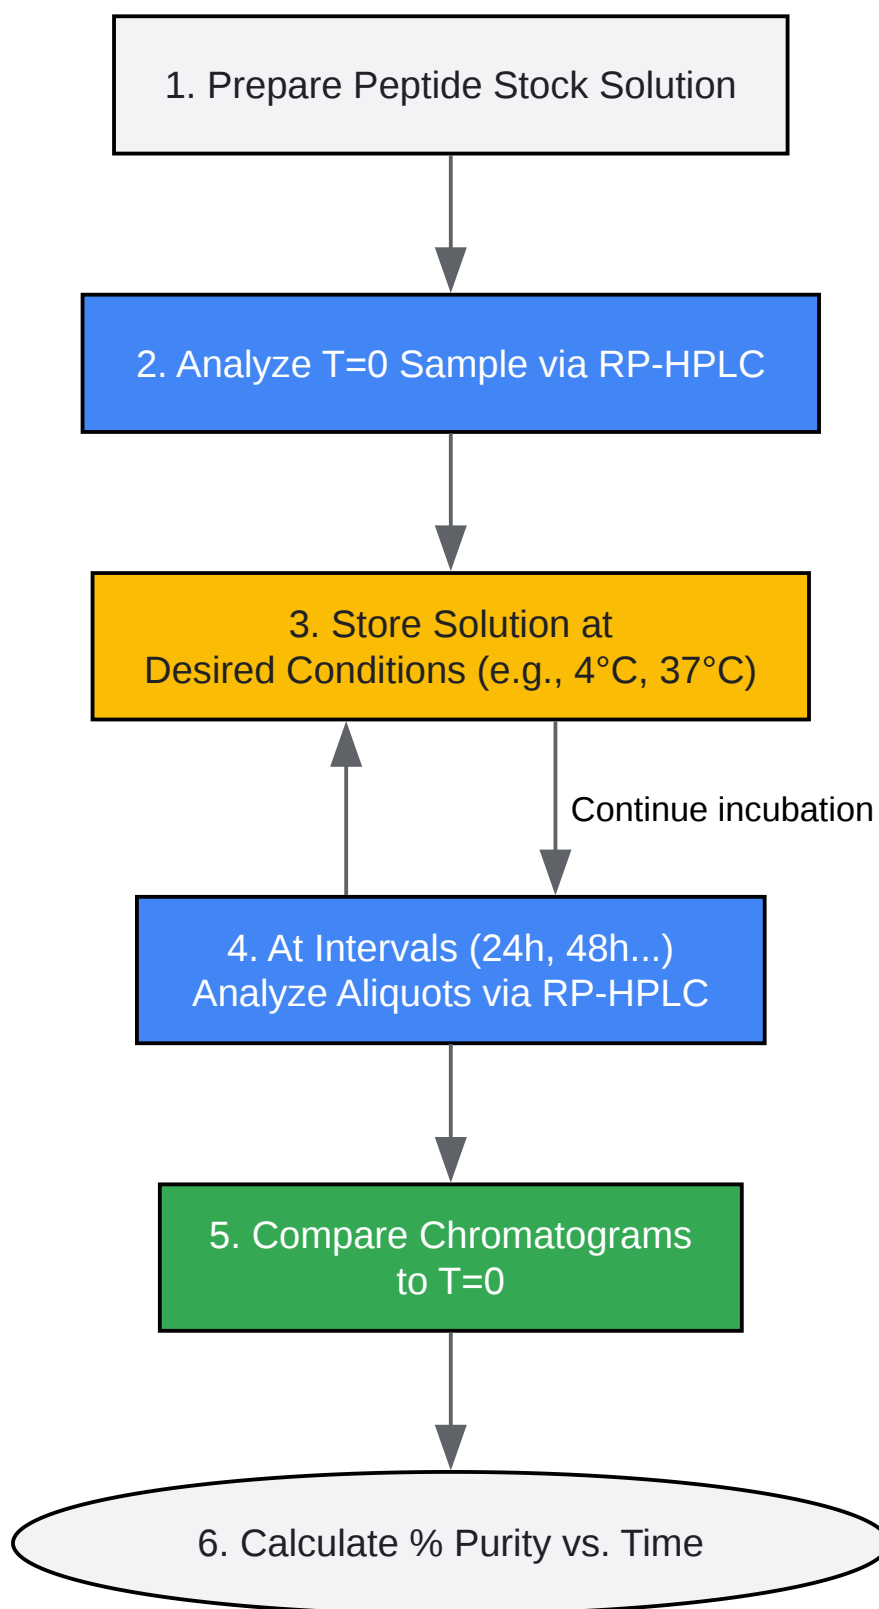 1. Prepare Peptide Stock Solution
2. Analyze T=0 Sample via RP-HPLC
3. Store Solution at
Desired Conditions (e.g., 4°C, 37°C)
Continue incubation
4. At Intervals (24h, 48h...)
Analyze Aliquots via RP-HPLC
5. Compare Chromatograms
to T=0
6. Calculate % Purity vs. Time